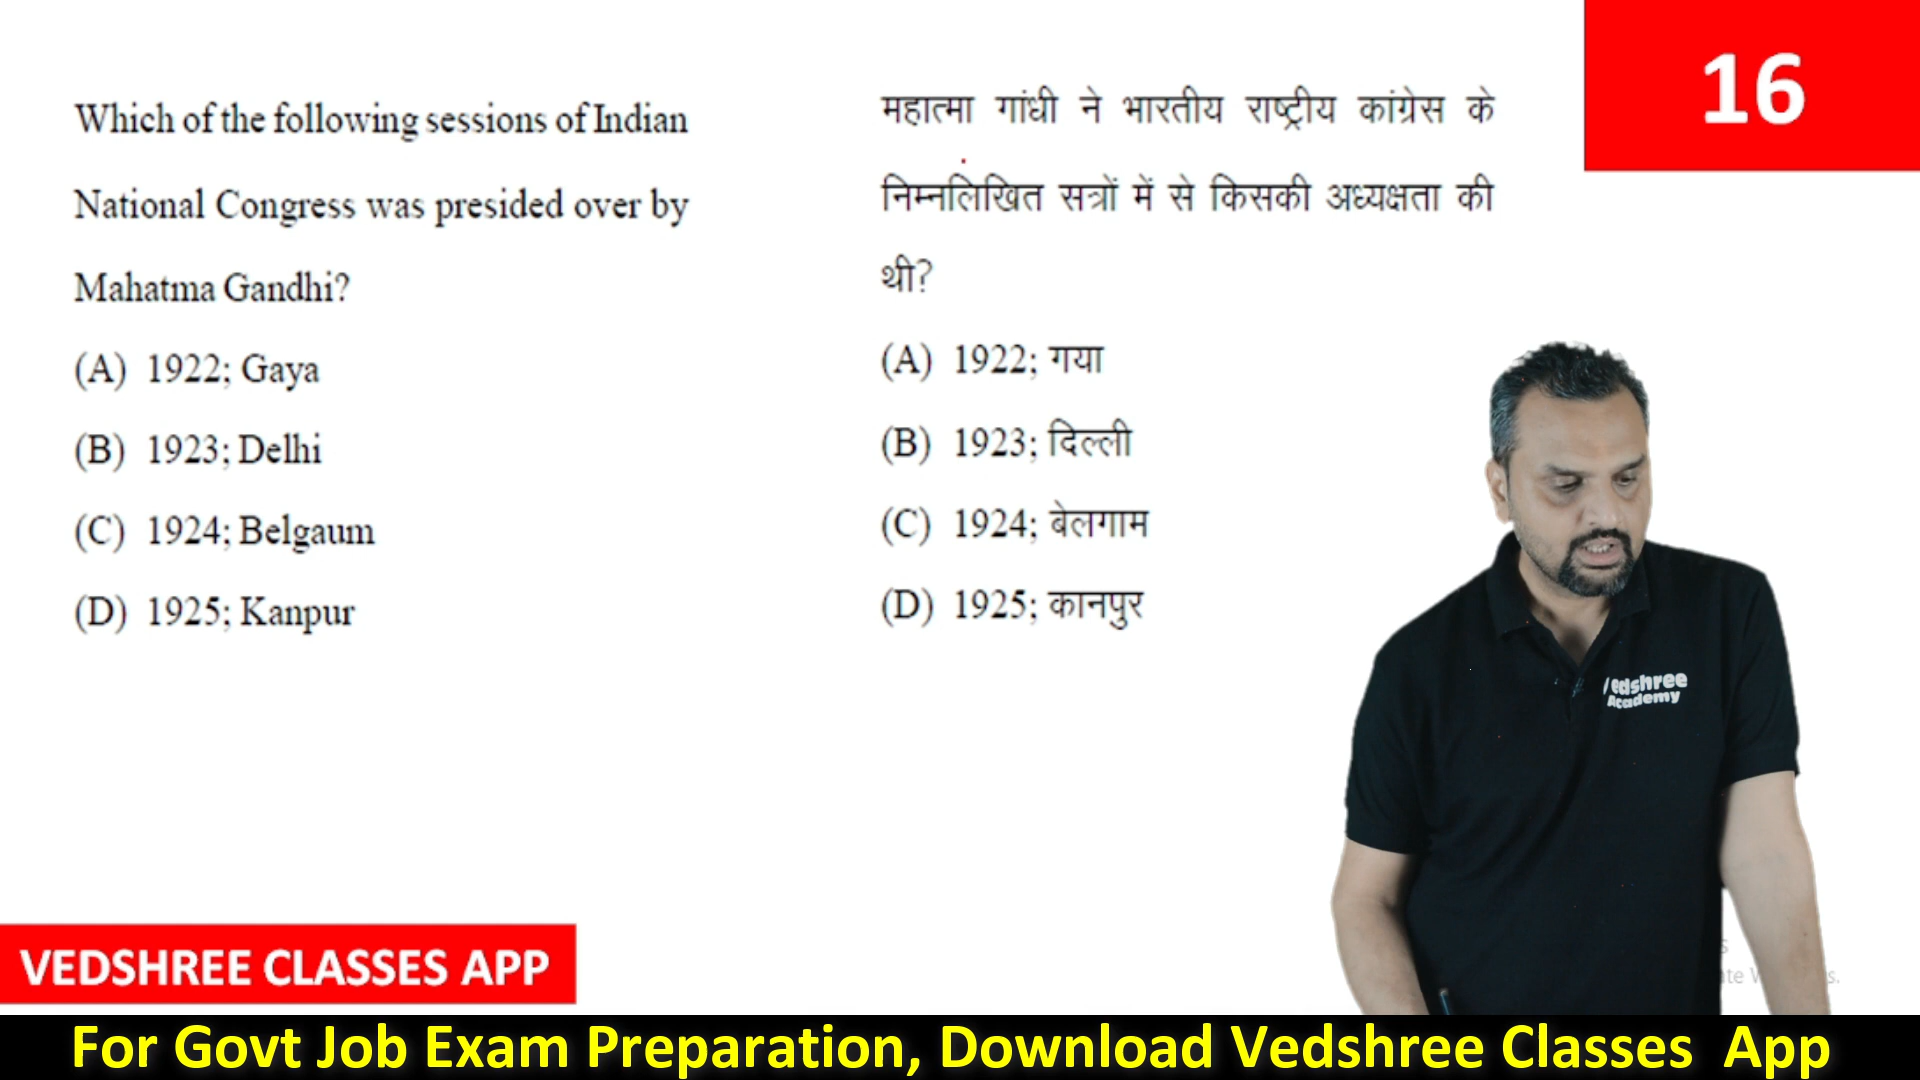 16
Which of the following sessions of Indian
National Congress was presided over by
Mahatma Gandhi?
(A) 1922; Gaya
(B) 1923; Delhi
(C) 1924; Belgaum
(D) 1925; Kanpur
महात्मा गांधी ने भारतीय राष्ट्रीय कांग्रेस के
निम्नलिखित सत्रों में से किसकी अध्यक्षता की
थी?
(A) 1922; गया
(B) 1923; दिल्ली
(C) 1924; बेलगाम
(D) 1925; कानपुर
Vedshree
Academy
VEDSHREE CLASSES APP
For Govt Job Exam Preparation, Download Vedshree Classes App